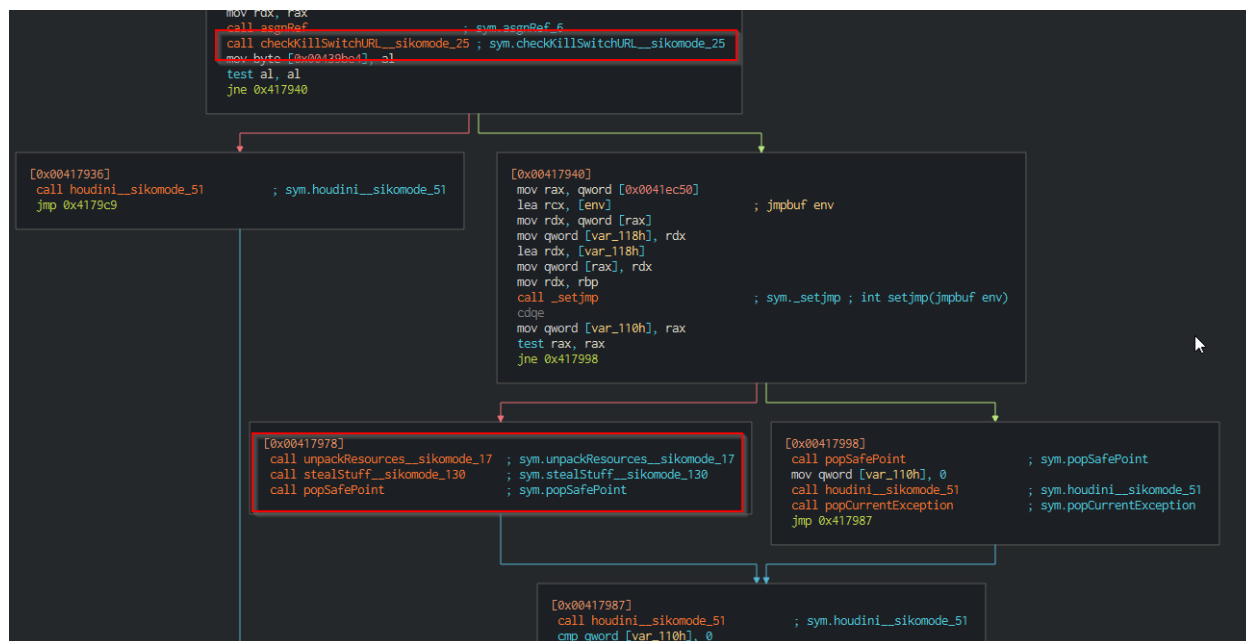 mov rdx, rax
call asgnRef ; sym.asgnRef_6
call checkKillSwitchURL__sikomode_25 ; sym.checkKillSwitchURL__sikomode_25
mov byte [0x00439be4], al
test al, al
jne 0x417940
[0x00417936]
call houdini__sikomode_51 ; sym.houdini__sikomode_51
jmp 0x4179c9
[0x00417940]
mov rax, qword [0x0041ec50]
lea rcx, [env] ; jmpbuf env
mov rdx, qword [rax]
mov qword [var_118h], rdx
lea rdx, [var_118h]
mov qword [rax], rdx
mov rdx, rbp
call _setjmp ; sym._setjmp ; int setjmp(jmpbuf env)
cdqe
mov qword [var_110h], rax
test rax, rax
jne 0x417998
[0x00417978]
call unpackResources__sikomode_17 ; sym.unpackResources__sikomode_17
call stealStuff__sikomode_130 ; sym.stealStuff__sikomode_130
call popSafePoint ; sym.popSafePoint
[0x00417998]
call popSafePoint ; sym.popSafePoint
mov qword [var_110h], 0
call houdini__sikomode_51 ; sym.houdini__sikomode_51
call popCurrentException ; sym.popCurrentException
jmp 0x417987
[0x00417987]
call houdini__sikomode_51 ; sym.houdini__sikomode_51
cmp qword [var_110h], 0